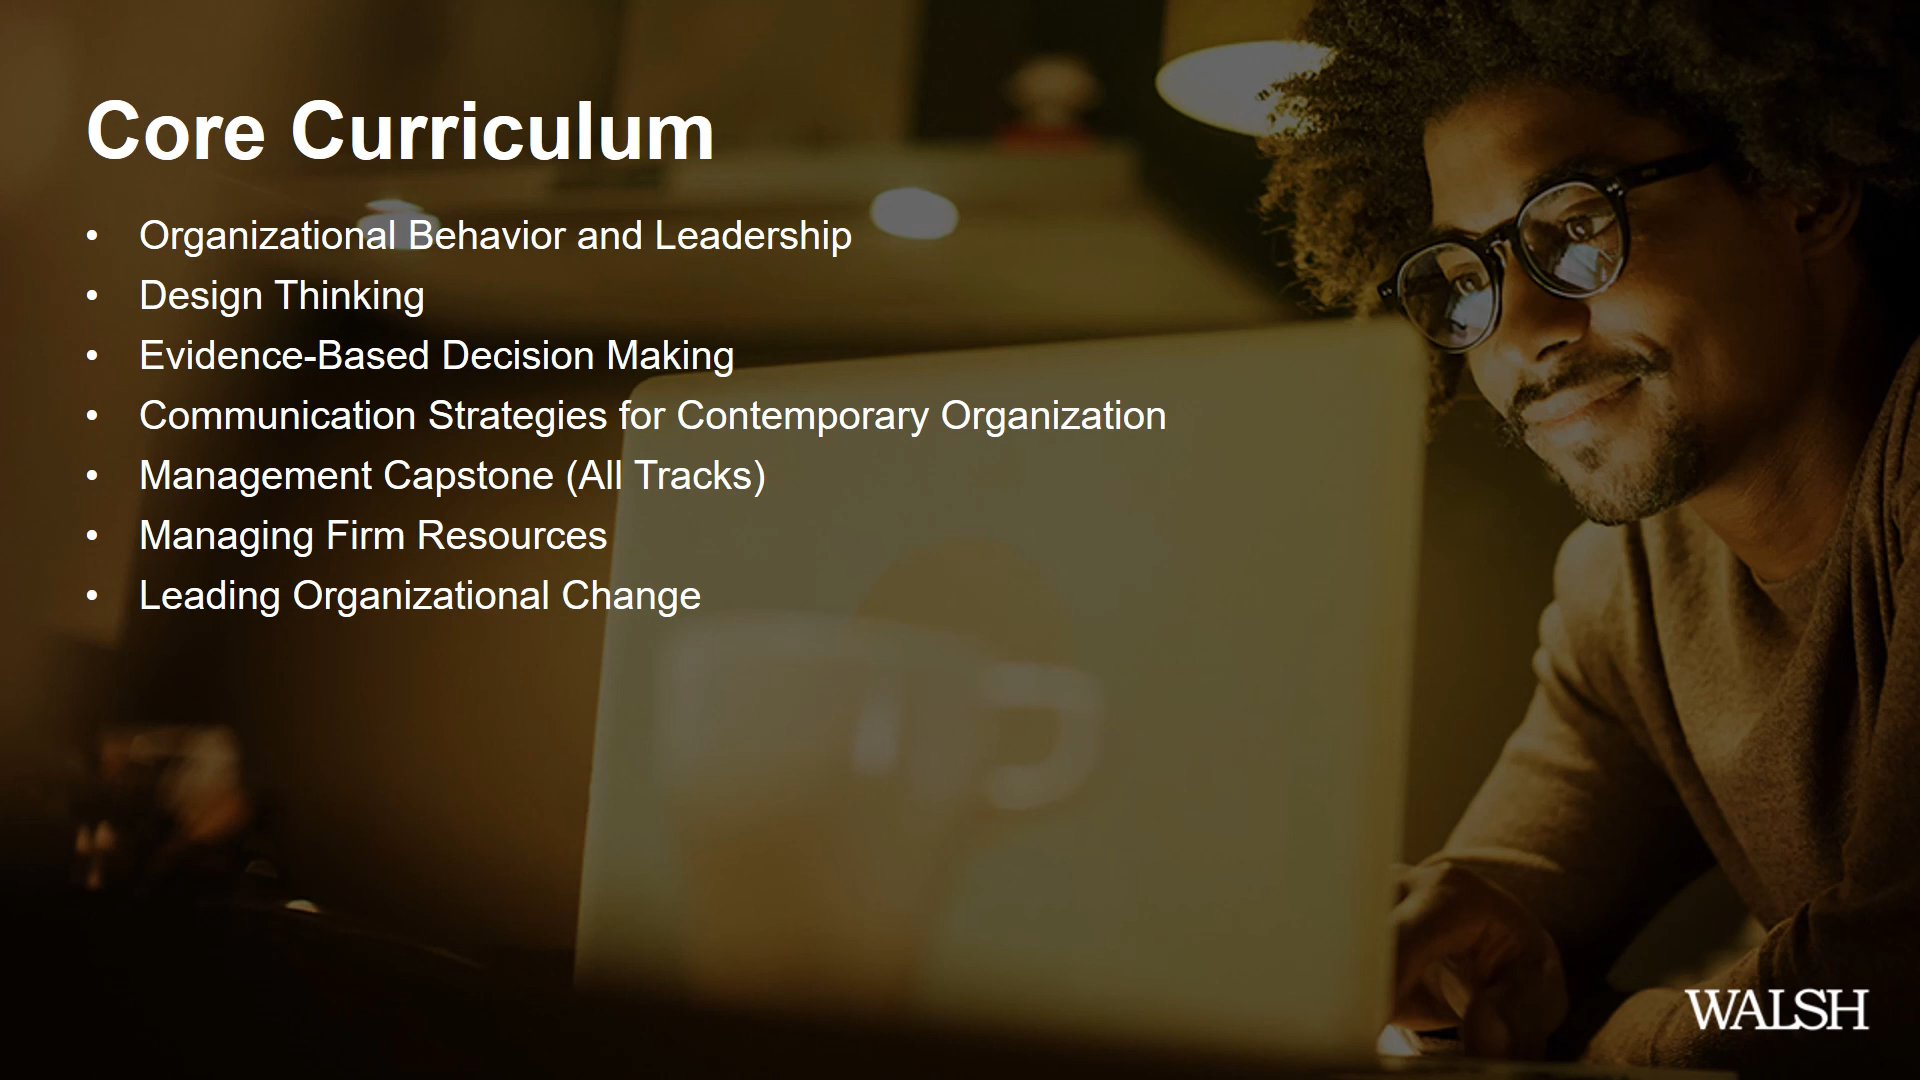 Core Curriculum
• Organizational Behavior and Leadership
• Design Thinking
• Evidence-Based Decision Making
• Communication Strategies for Contemporary Organization
• Management Capstone (All Tracks)
• Managing Firm Resources
• Leading Organizational Change
WALSH